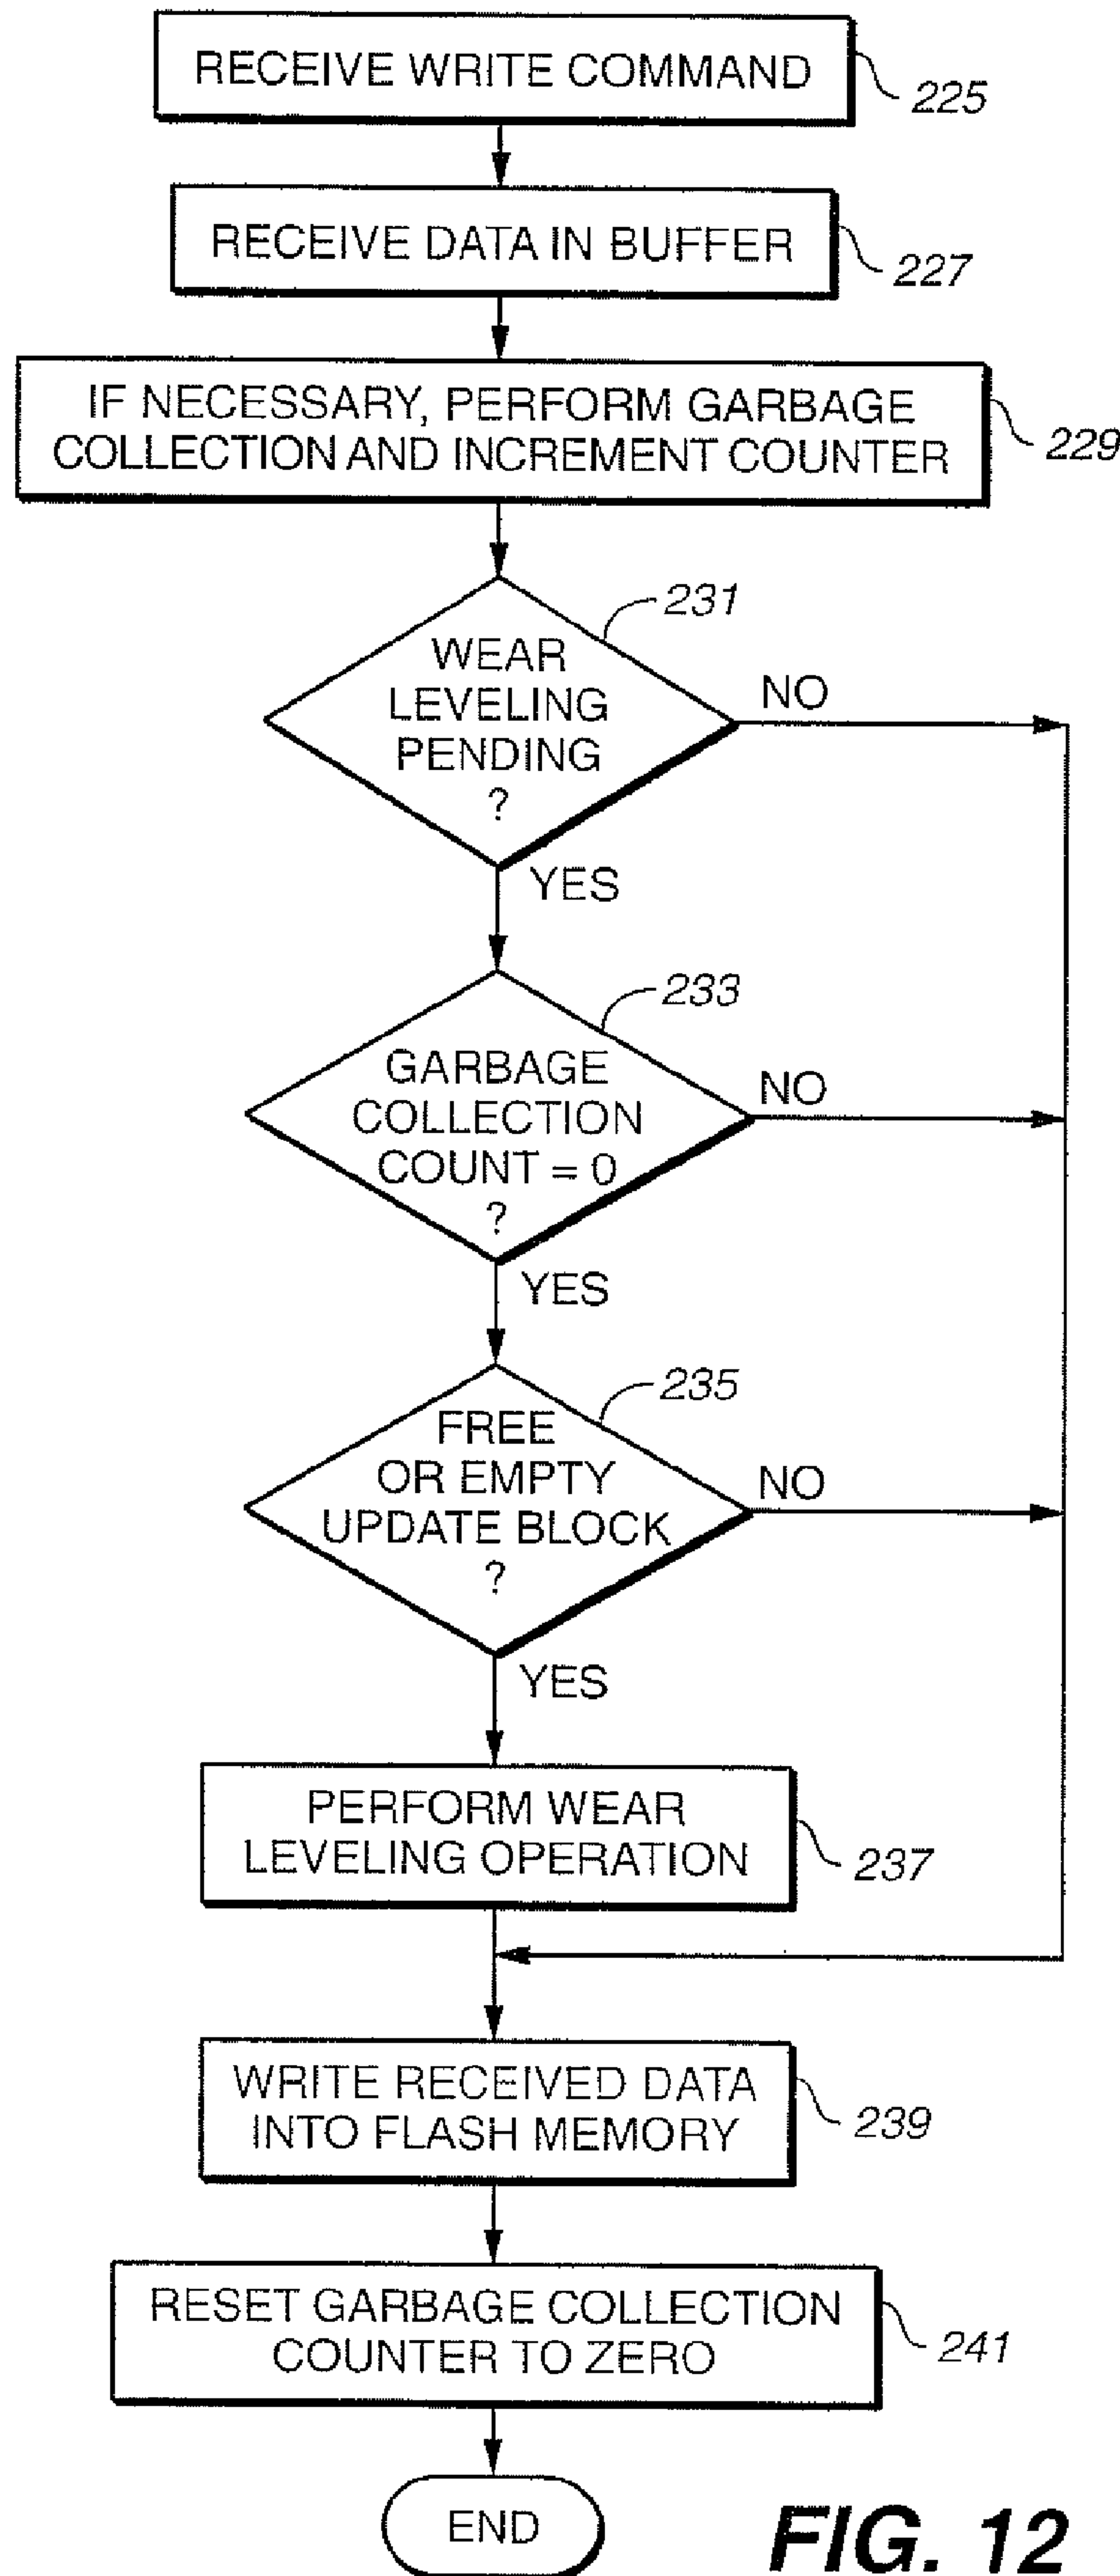 RECEIVE WRITE COMMAND
225
RECEIVE DATA IN BUFFER
227
IF NECESSARY, PERFORM GARBAGE
COLLECTION AND INCREMENT COUNTER
229
231
WEAR
LEVELING
PENDING
?
NO
YES
233
GARBAGE
COLLECTION
COUNT = 0
?
NO
YES
235
FREE
OR EMPTY
UPDATE BLOCK
?
NO
YES
PERFORM WEAR
LEVELING OPERATION
237
WRITE RECEIVED DATA
INTO FLASH MEMORY
239
RESET GARBAGE COLLECTION
COUNTER TO ZERO
241
END
FIG. 12